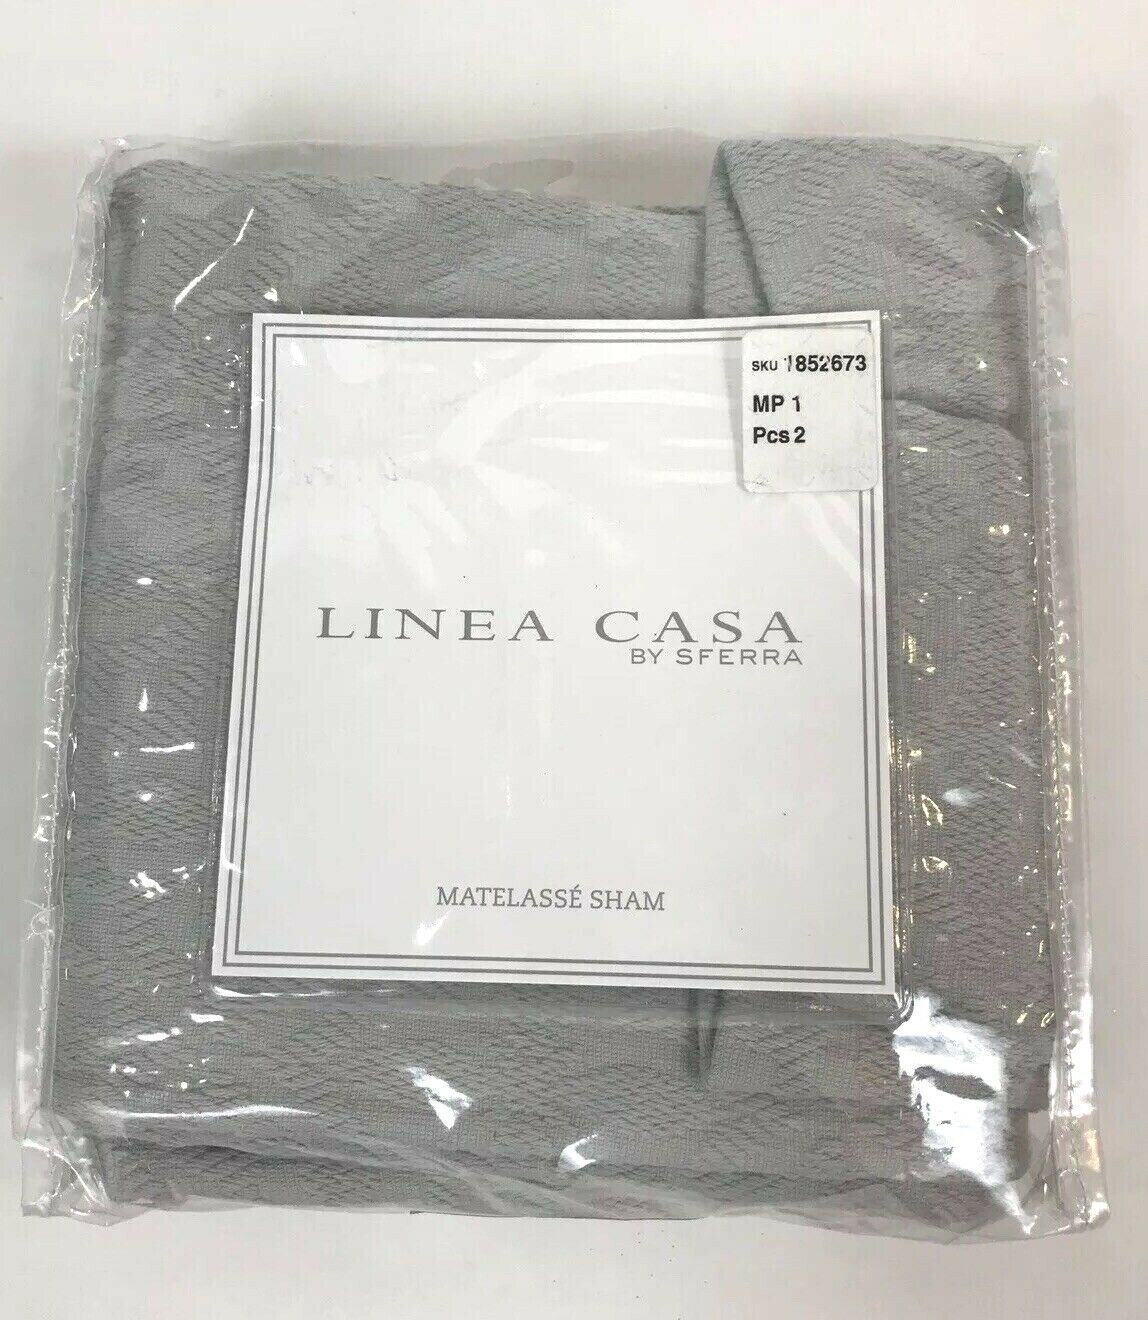 SKU 1852673
MP 1
Pcs 2
LINEA CASA
BY SFERRA
MATELASSÉ SHAM